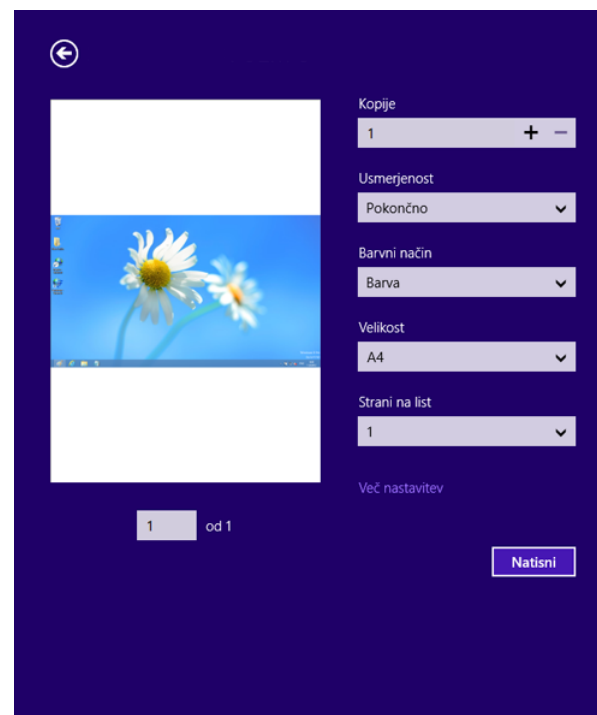 Kopije
1
Usmerjenost
Pokončno
Barvni način
Barva
Velikost
A4
Strani na list
1
Več nastavitev
1 od 1
Natisni